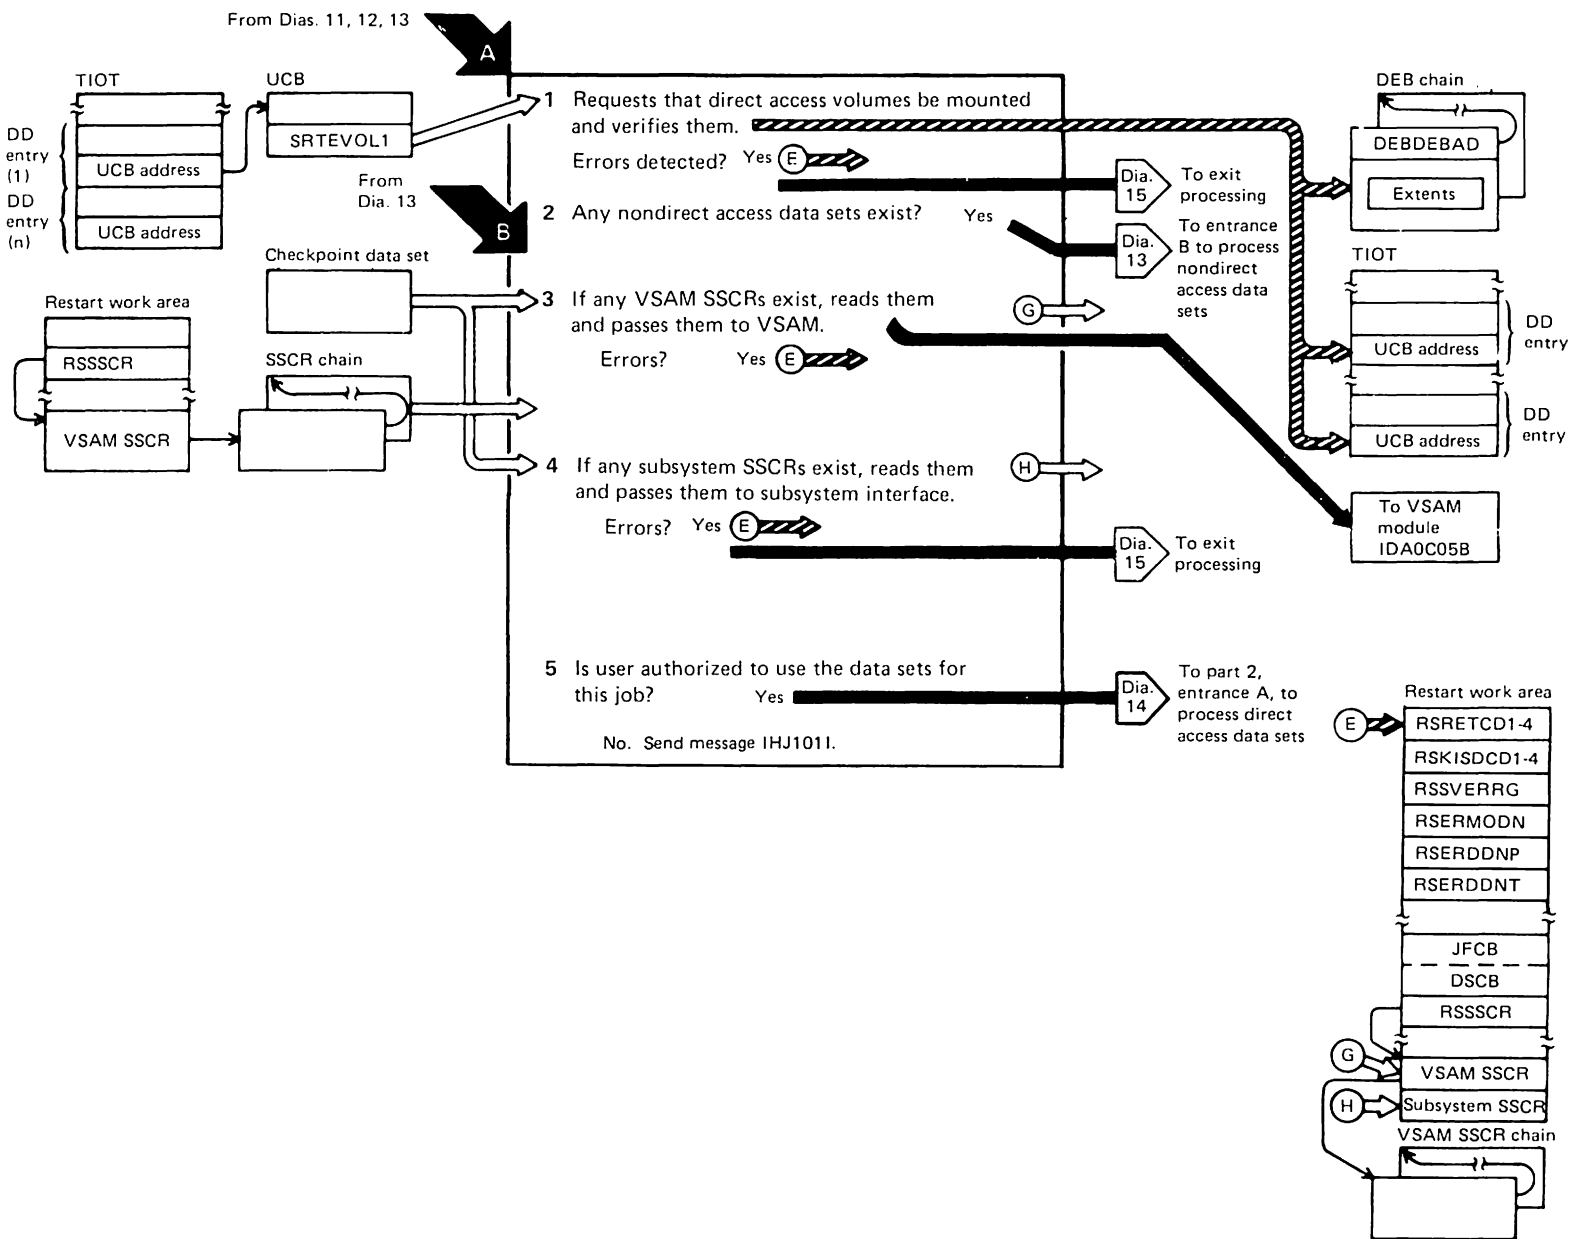 From Dias. 11, 12, 13
A
TIOT
UCB
DD
entry
(1)
UCB address
SRTEVOL1
DD
entry
(n)
UCB address
From
Dia. 13
B
Checkpoint data set
Restart work area
RSSSCR
VSAM SSCR
SSCR chain
1 Requests that direct access volumes be mounted
and verifies them.
Errors detected? Yes E
Dia.
15
To exit
processing
2 Any nondirect access data sets exist? Yes
Dia.
13
To entrance
B to process
nondirect
access data
sets
3 If any VSAM SSCRs exist, reads them
and passes them to VSAM.
G
Errors? Yes E
4 If any subsystem SSCRs exist, reads them
and passes them to subsystem interface.
H
Errors? Yes E
Dia.
15
To exit
processing
5 Is user authorized to use the data sets for
this job? Yes
Dia.
14
To part 2,
entrance A, to
process direct
access data sets
No. Send message IHJ101I.
DEB chain
DEBDEBAD
Extents
TIOT
UCB address
DD
entry
UCB address
DD
entry
To VSAM
module
IDA0C05B
Restart work area
E
RSRETCD1-4
RSKISDCD1-4
RSSVERRG
RSERMODN
RSERDDNP
RSERDDNT
JFCB
DSCB
RSSSCR
G
VSAM SSCR
H
Subsystem SSCR
VSAM SSCR chain